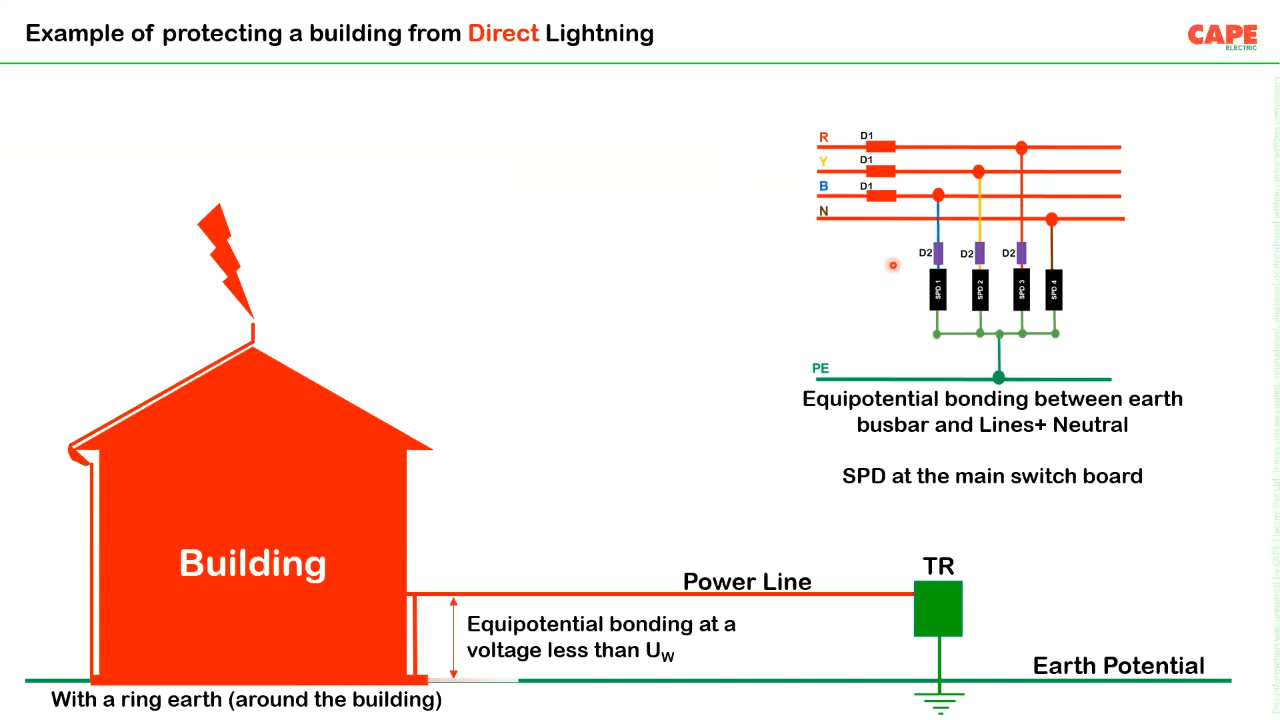 Example of protecting a building from Direct Lightning
CAPE
ELECTRIC
R
D1
Y
D1
B
D1
N
D2
D2
D2
SPD 1
SPD 2
SPD 3
SPD 4
PE
Equipotential bonding between earth
busbar and Lines+ Neutral
SPD at the main switch board
Building
Power Line
TR
Equipotential bonding at a
voltage less than UW
Earth Potential
With a ring earth (around the building)